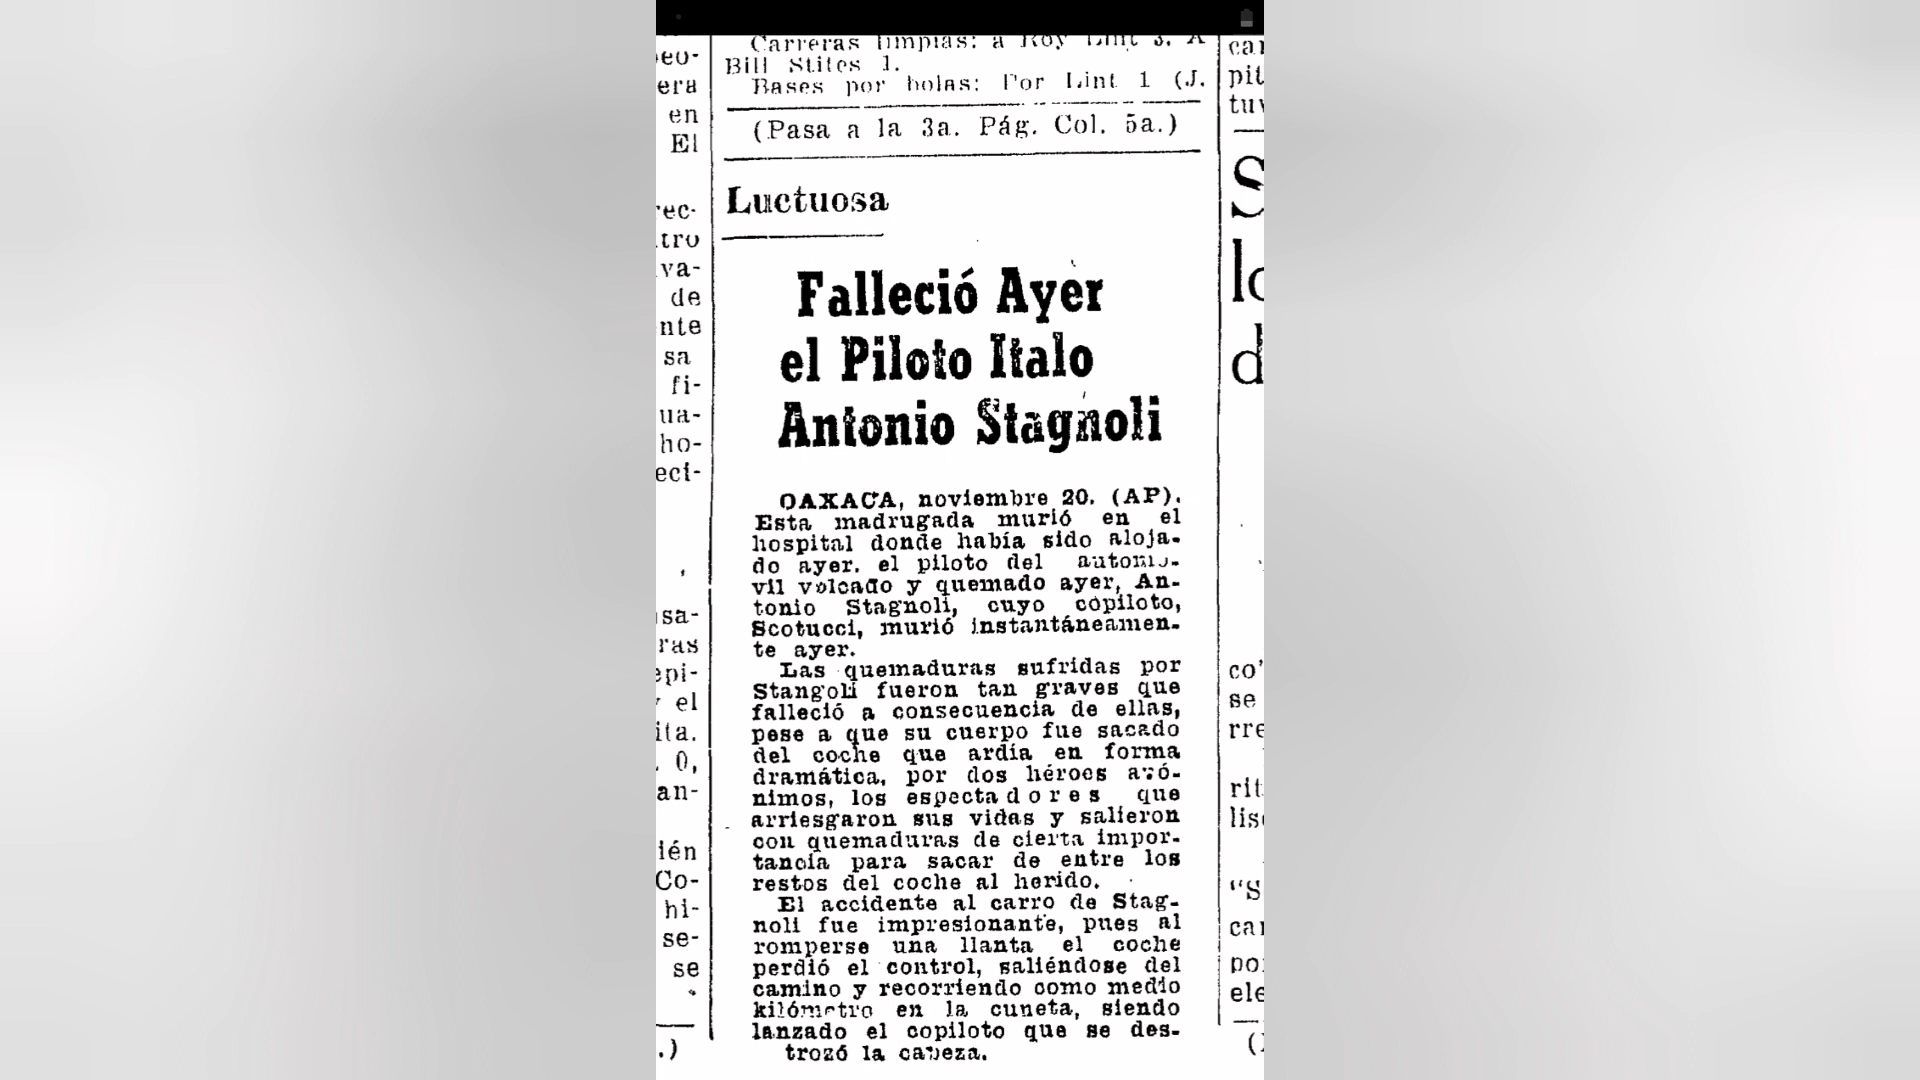 Carreras limpias: a Roy Lint 3. A
Bill Stites 1.
Bases por bolas: Por Lint 1 (J.
(Pasa a la 3a. Pág. Col. 5a.)
Luctuosa
Falleció Ayer
el Piloto Italo
Antonio Stagnoli
OAXACA, noviembre 20. (AP).
Esta madrugada murió en el
hospital donde había sido aloja-
do ayer. el piloto del automó-
vil volcado y quemado ayer, An-
tonio Stagnoli, cuyo copiloto,
Scotucci, murió instantáneamen-
te ayer.
Las quemaduras sufridas por
Stangoli fueron tan graves que
falleció a consecuencia de ellas,
pese a que su cuerpo fue sacado
del coche que ardía en forma
dramática, por dos héroes anó-
nimos, los espectadores que
arriesgaron sus vidas y salieron
con quemaduras de cierta impor-
tancia para sacar de entre los
restos del coche al herido.
El accidente al carro de Stag-
noli fue impresionante, pues al
romperse una llanta el coche
perdió el control, saliéndose del
camino y recorriendo como medio
kilómetro en la cuneta, siendo
lanzado el copiloto que se des-
trozó la cabeza.